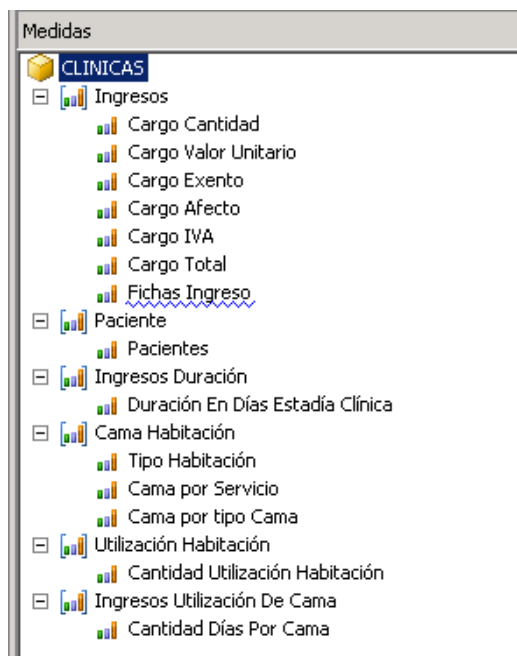 Medidas
CLINICAS
Ingresos
Cargo Cantidad
Cargo Valor Unitario
Cargo Exento
Cargo Afecto
Cargo IVA
Cargo Total
Fichas Ingreso
Paciente
Pacientes
Ingresos Duración
Duración En Días Estadía Clínica
Cama Habitación
Tipo Habitación
Cama por Servicio
Cama por tipo Cama
Utilización Habitación
Cantidad Utilización Habitación
Ingresos Utilización De Cama
Cantidad Días Por Cama